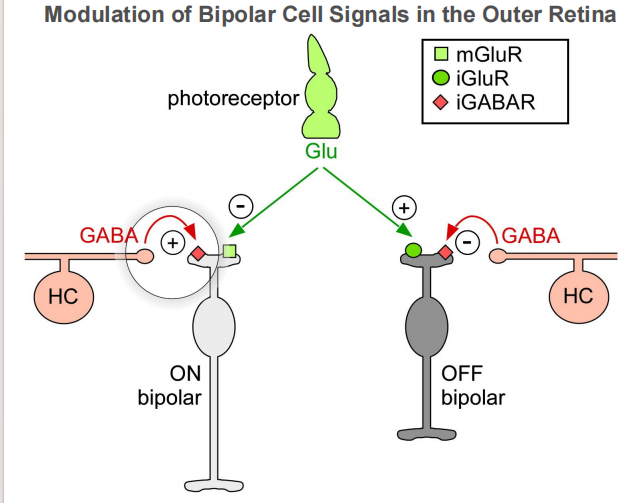 Modulation of Bipolar Cell Signals in the Outer Retina
mGluR
iGluR
iGABAR
photoreceptor
Glu
-
+
GABA
+
-
GABA
HC
HC
ON
bipolar
OFF
bipolar